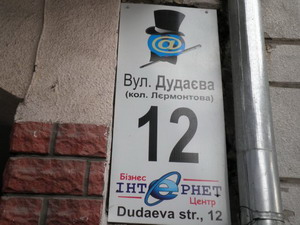 @
Вул. Дудаєва
(кол. Лєрмонтова)
12
Бізнес
ІНТЕРНЕТ
Центр
Dudaeva str., 12